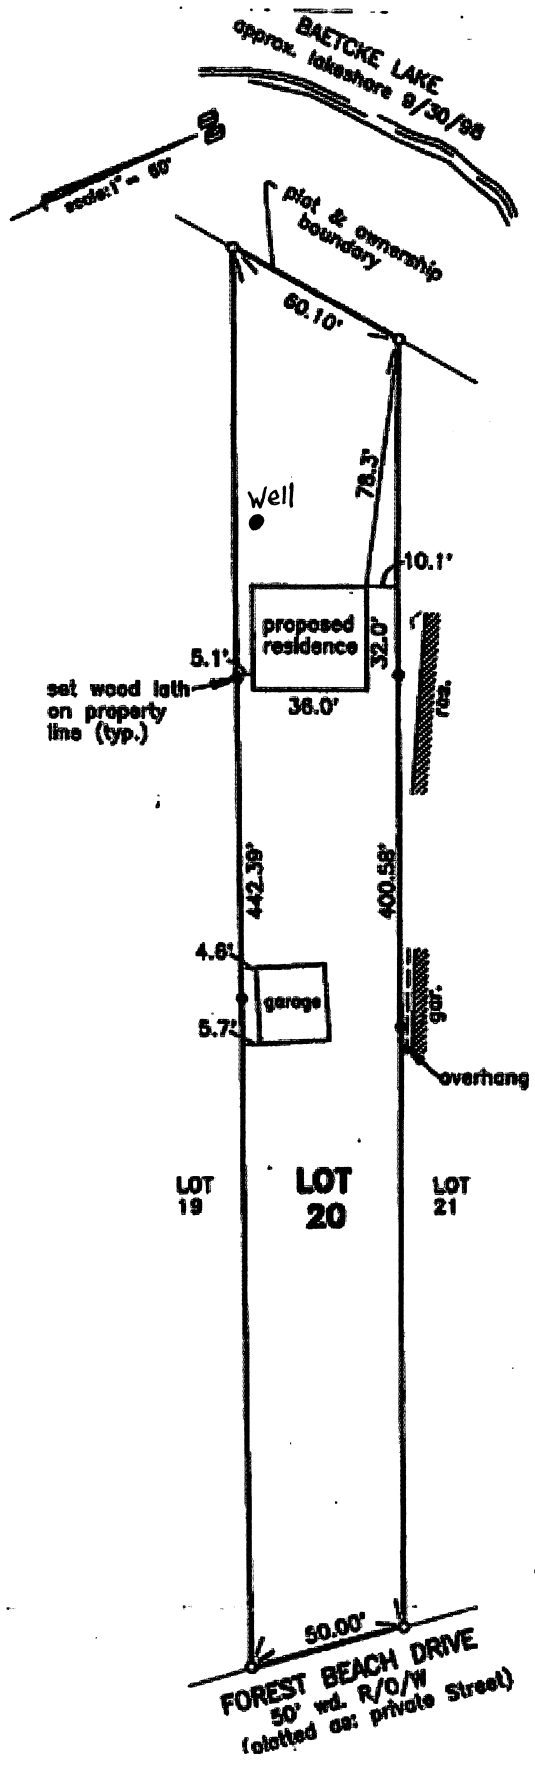 BAETCKE LAKE
approx. lakeshore 9/30/98
scale: 1" = 60'
plat & ownership
boundary
60.10'
78.3'
Well
10.1'
proposed
residence
32.0'
5.1'
set wood lath
on property
line (typ.)
36.0'
res.
442.39'
400.58'
4.8'
garage
gar.
5.7'
overhang
LOT
19
LOT
20
LOT
21
50.00'
FOREST BEACH DRIVE
50' wd. R/O/W
(platted as: private Street)